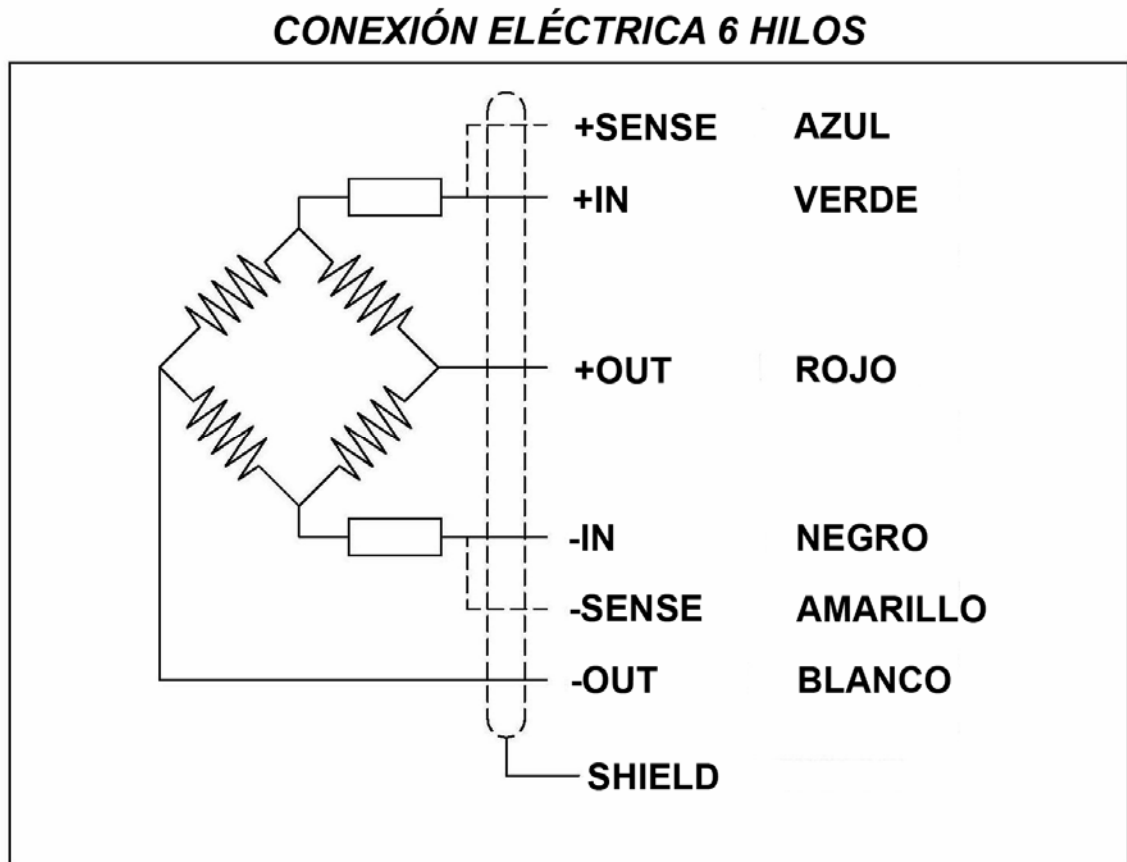 CONEXIÓN ELÉCTRICA 6 HILOS
+SENSE AZUL
+IN VERDE
+OUT ROJO
-IN NEGRO
-SENSE AMARILLO
-OUT BLANCO
SHIELD